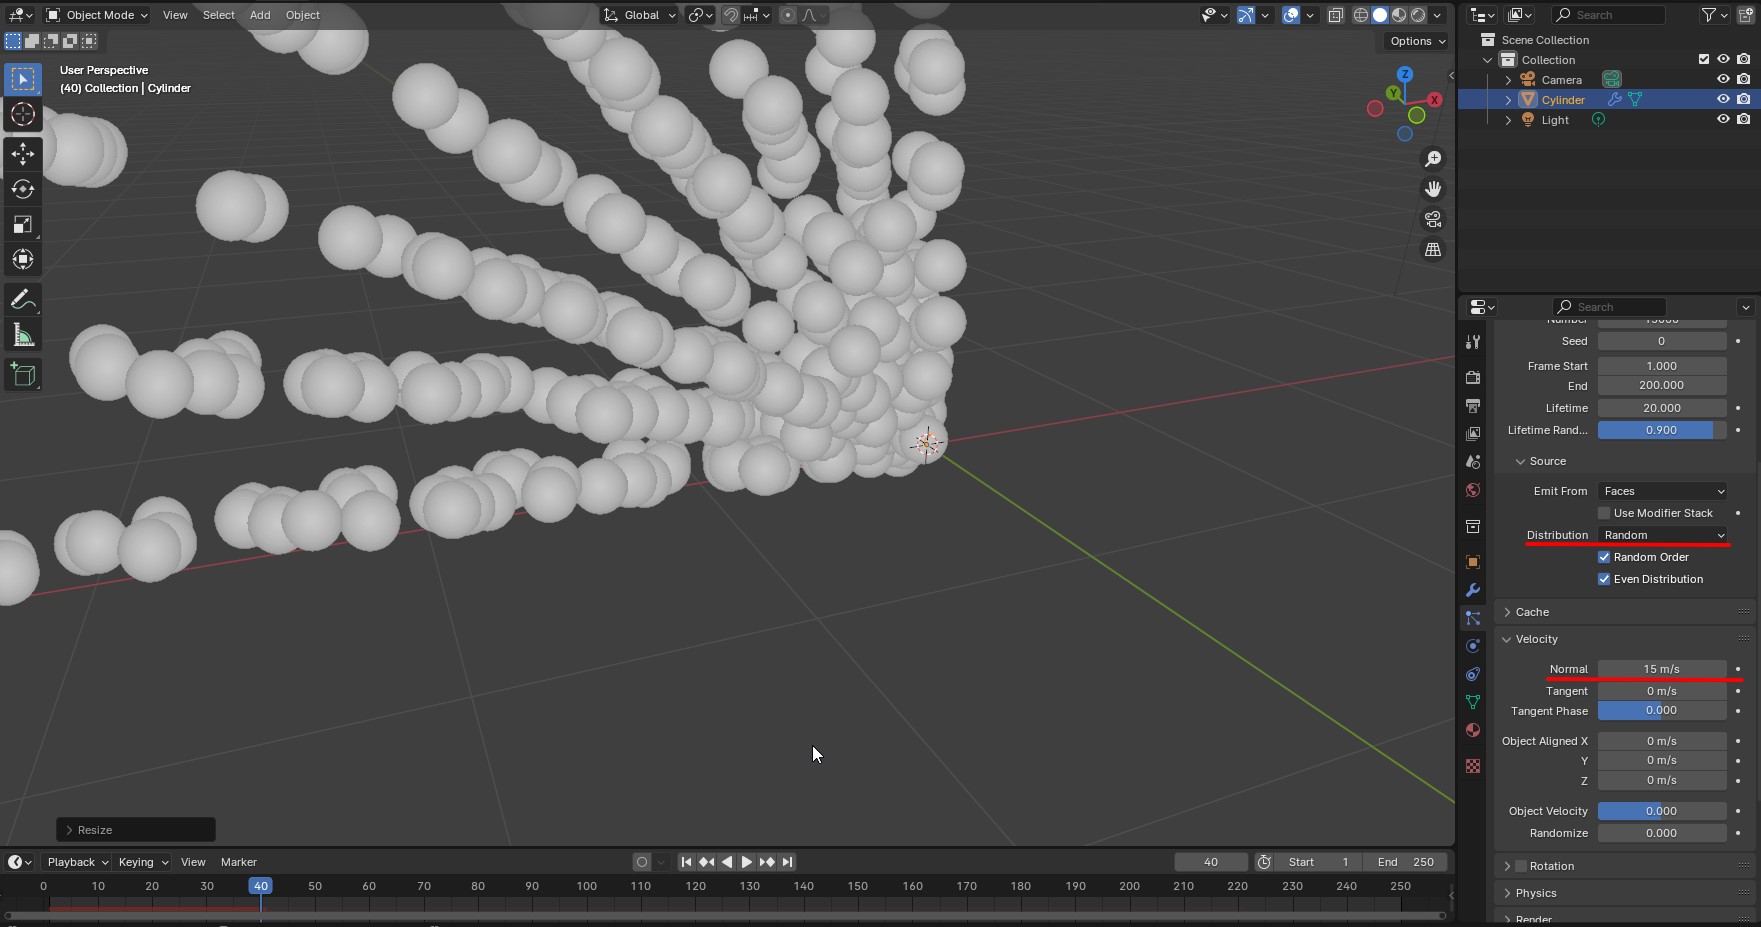 Object Mode View Select Add Object Global
Options
User Perspective
(40) Collection | Cylinder
Z
Y
X
Resize
Playback Keying View Marker 40 Start 1 End 250
0 10 20 30 40 50 60 70 80 90 100 110 120 130 140 150 160 170 180 190 200 210 220 230 240 250
Search
Scene Collection
Collection
Camera
Cylinder
Light
Search
Seed 0
Frame Start 1.000
End 200.000
Lifetime 20.000
Lifetime Rand... 0.900
Source
Emit From Faces
Use Modifier Stack
Distribution Random
Random Order
Even Distribution
Cache
Velocity
Normal 15 m/s
Tangent 0 m/s
Tangent Phase 0.000
Object Aligned X 0 m/s
Y 0 m/s
Z 0 m/s
Object Velocity 0.000
Randomize 0.000
Rotation
Physics
Render